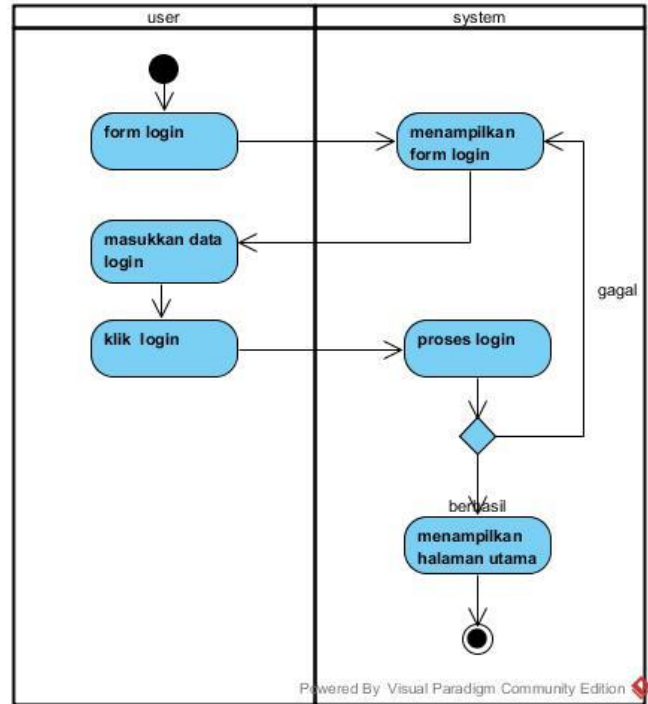 user
system
form login
menampilkan
form login
masukkan data
login
gagal
klik login
proses login
berhasil
menampilkan
halaman utama
Powered By Visual Paradigm Community Edition